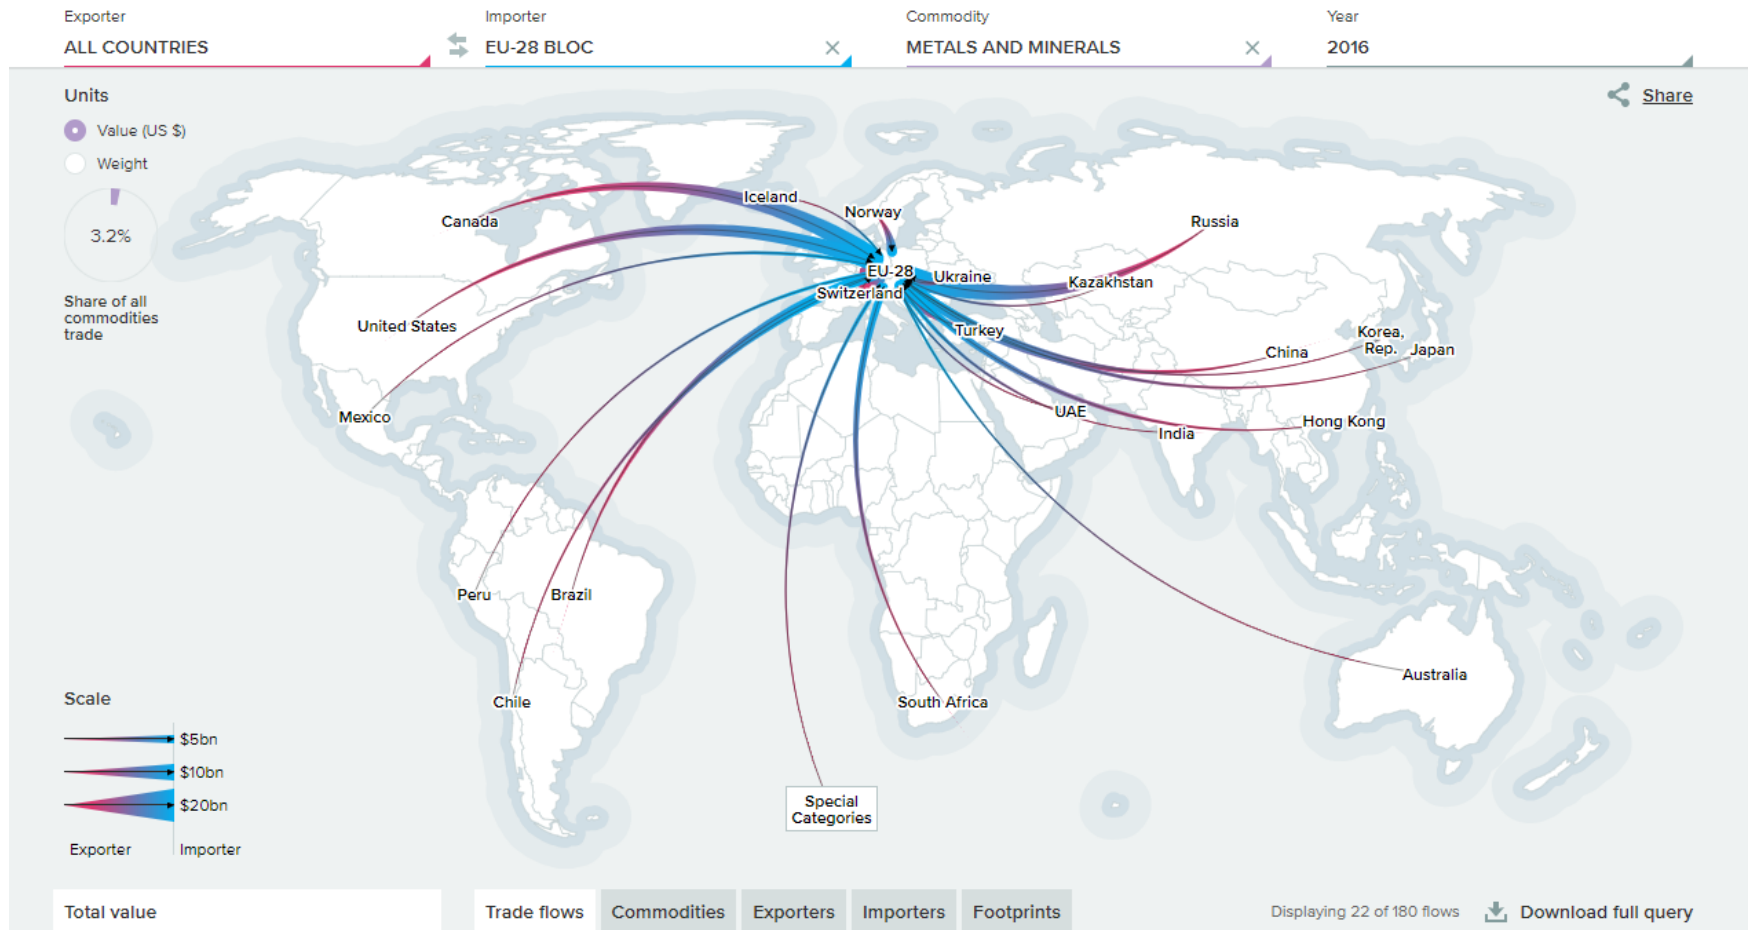 Exporter
Importer
Commodity
Year
ALL COUNTRIES
EU-28 BLOC
METALS AND MINERALS
2016
Units
Share
Value (US $)
Weight
3.2%
Share of all
commodities
trade
Iceland
Canada
Norway
Russia
EU-28
Ukraine
Kazakhstan
Switzerland
United States
Turkey
China
Korea,
Rep.
Japan
Mexico
UAE
India
Hong Kong
Peru
Brazil
Chile
South Africa
Australia
Special
Categories
Scale
$5bn
$10bn
$20bn
Exporter
Importer
Total value
Trade flows
Commodities
Exporters
Importers
Footprints
Displaying 22 of 180 flows
Download full query